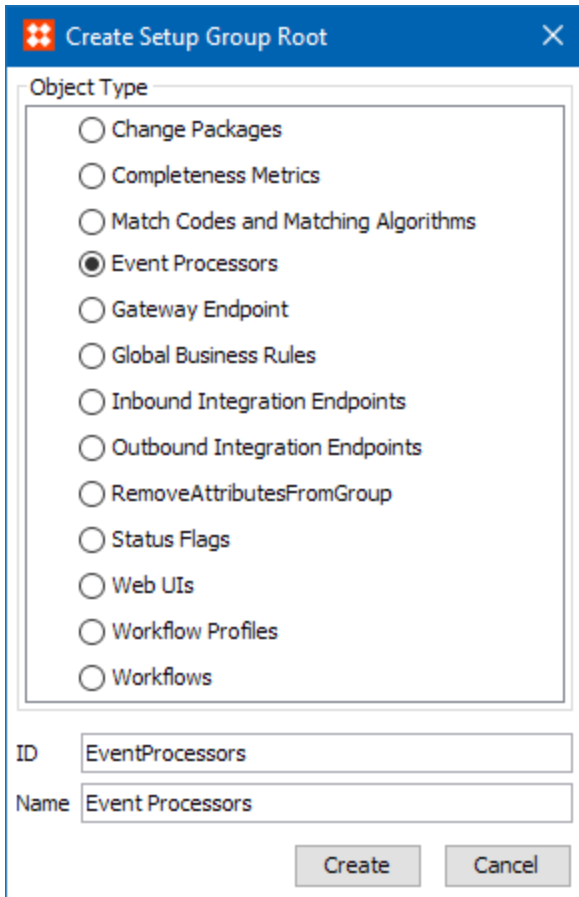 Create Setup Group Root
Object Type
Change Packages
Completeness Metrics
Match Codes and Matching Algorithms
Event Processors
Gateway Endpoint
Global Business Rules
Inbound Integration Endpoints
Outbound Integration Endpoints
RemoveAttributesFromGroup
Status Flags
Web UIs
Workflow Profiles
Workflows
ID EventProcessors
Name Event Processors
Create Cancel